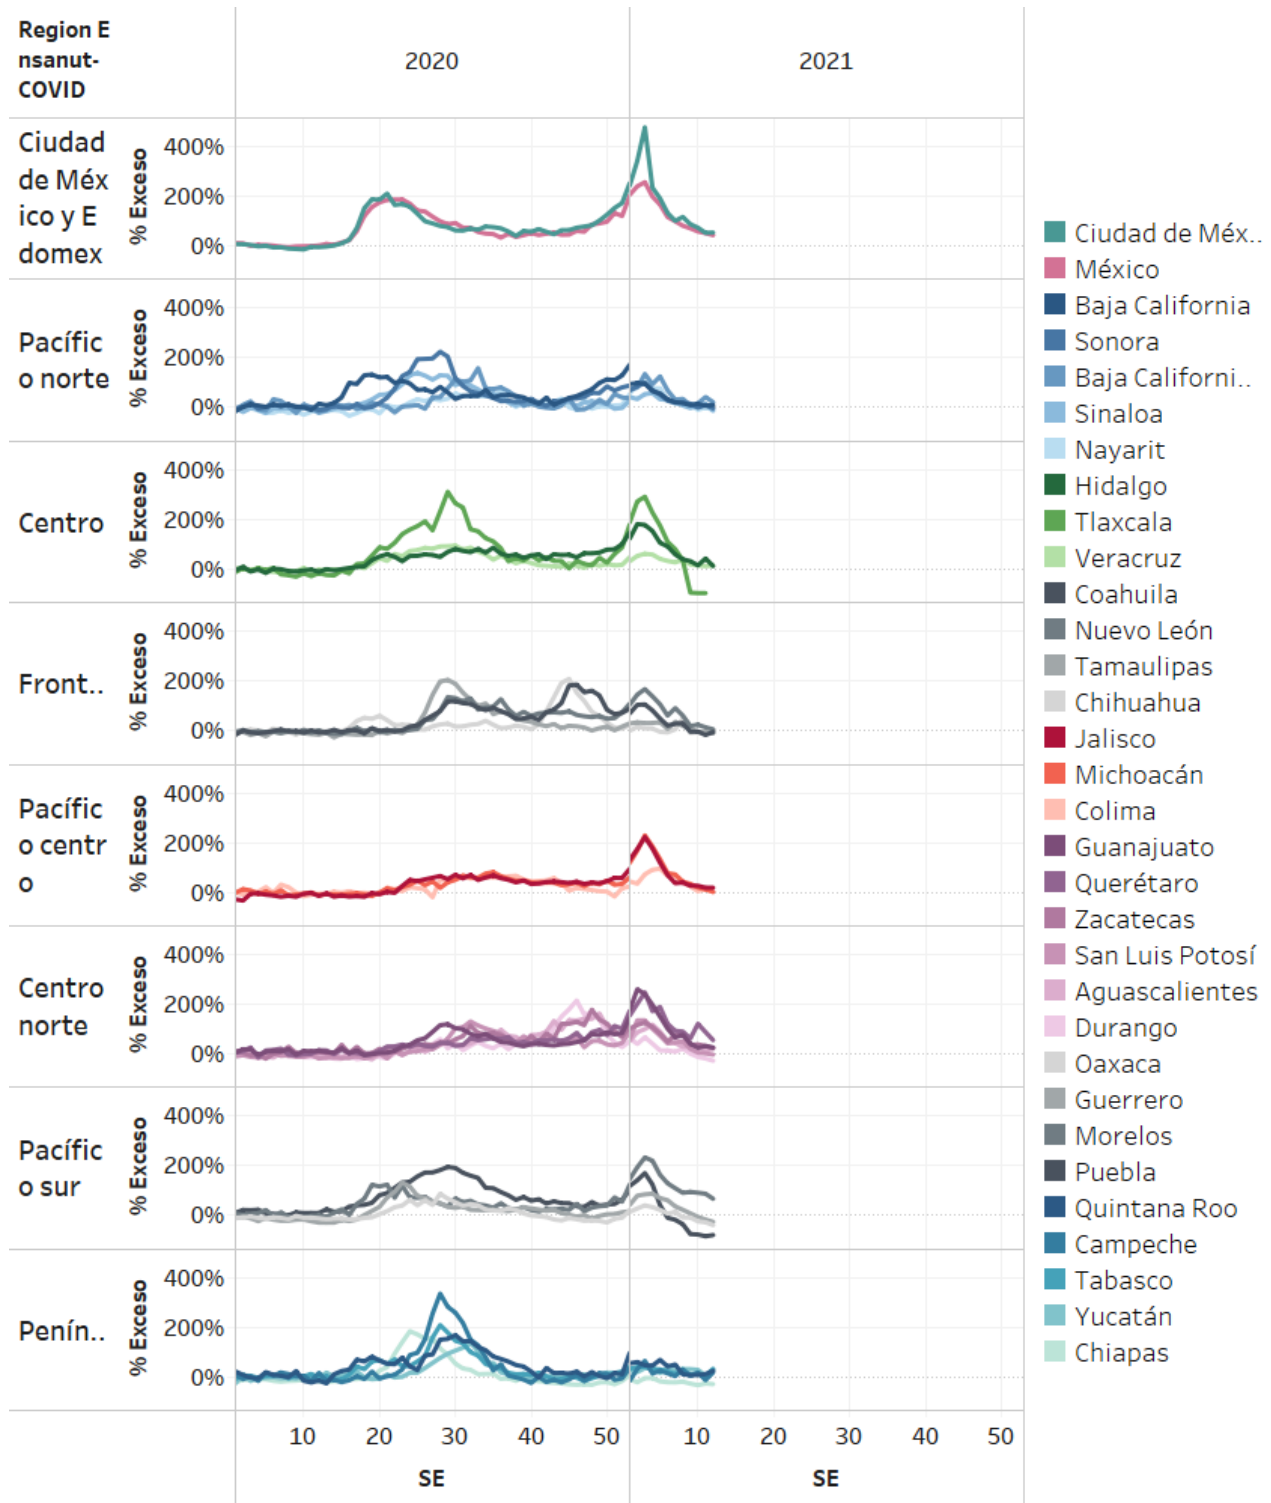 Region E
nsanut-
COVID
2020
2021
Ciudad
de Méx
ico y E
domex
% Exceso
400%
200%
0%
Pacífic
o norte
% Exceso
400%
200%
0%
Centro
% Exceso
400%
200%
0%
Front..
% Exceso
400%
200%
0%
Pacífic
o centr
o
% Exceso
400%
200%
0%
Centro
norte
% Exceso
400%
200%
0%
Pacífic
o sur
% Exceso
400%
200%
0%
Penín..
% Exceso
400%
200%
0%
10 20 30 40 50 10 20 30 40 50
SE SE
Ciudad de Méx..
México
Baja California
Sonora
Baja Californi..
Sinaloa
Nayarit
Hidalgo
Tlaxcala
Veracruz
Coahuila
Nuevo León
Tamaulipas
Chihuahua
Jalisco
Michoacán
Colima
Guanajuato
Querétaro
Zacatecas
San Luis Potosí
Aguascalientes
Durango
Oaxaca
Guerrero
Morelos
Puebla
Quintana Roo
Campeche
Tabasco
Yucatán
Chiapas